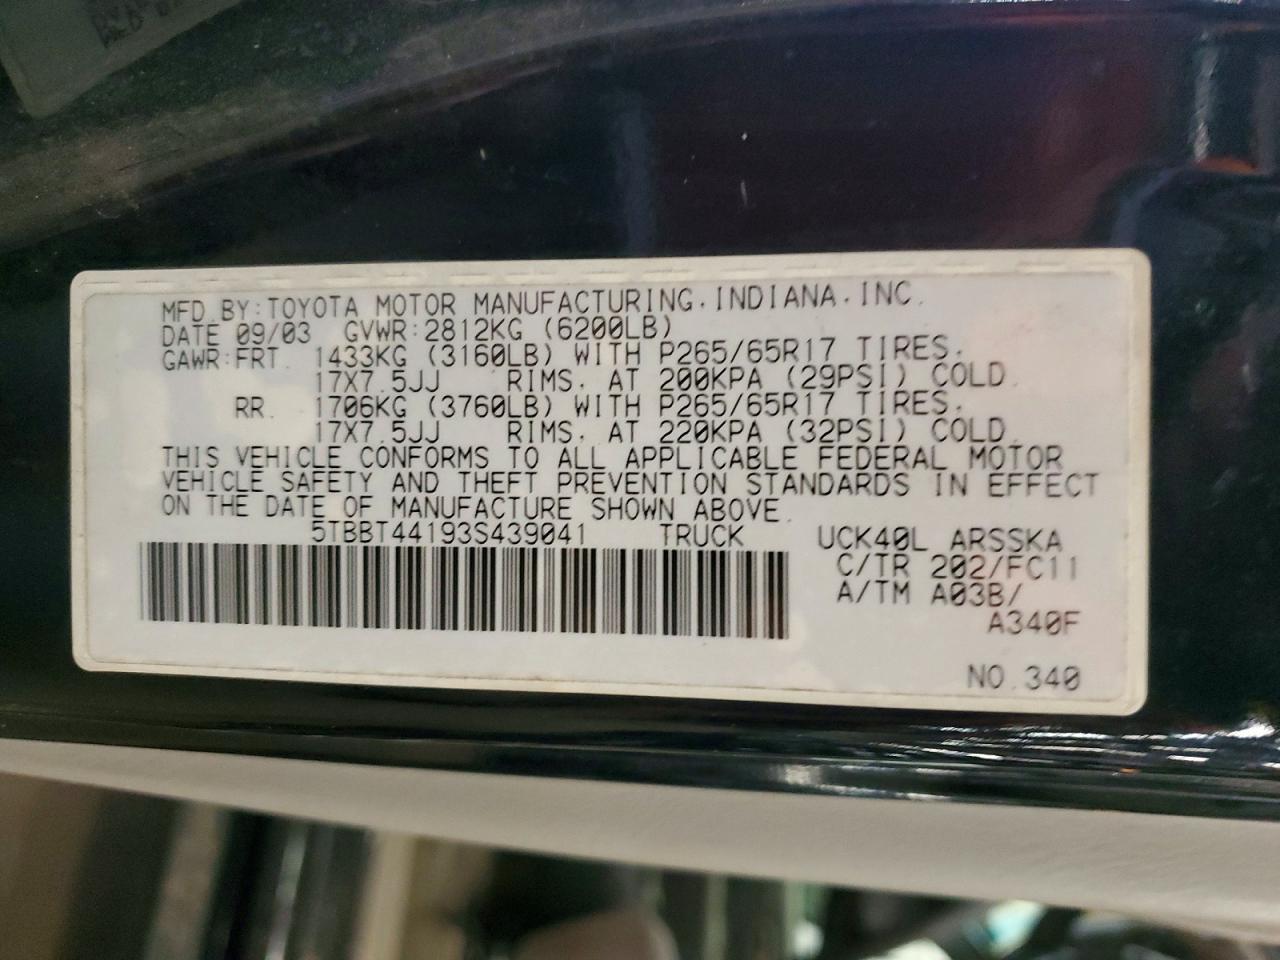 MFD.BY:TOYOTA MOTOR MANUFACTURING.INDIANA.INC.
DATE 09/03 GVWR:2812KG (6200LB)
GAWR:FRT. 1433KG (3160LB) WITH P265/65R17 TIRES.
17X7.5JJ RIMS. AT 200KPA (29PSI) COLD.
RR. 1706KG (3760LB) WITH P265/65R17 TIRES.
17X7.5JJ RIMS. AT 220KPA (32PSI) COLD.
THIS VEHICLE CONFORMS TO ALL APPLICABLE FEDERAL MOTOR
VEHICLE SAFETY AND THEFT PREVENTION STANDARDS IN EFFECT
ON THE DATE OF MANUFACTURE SHOWN ABOVE.
5TBBT44193S439041 TRUCK UCK40L ARSSKA
C/TR 202/FC11
A/TM A03B/
A340F
NO.340